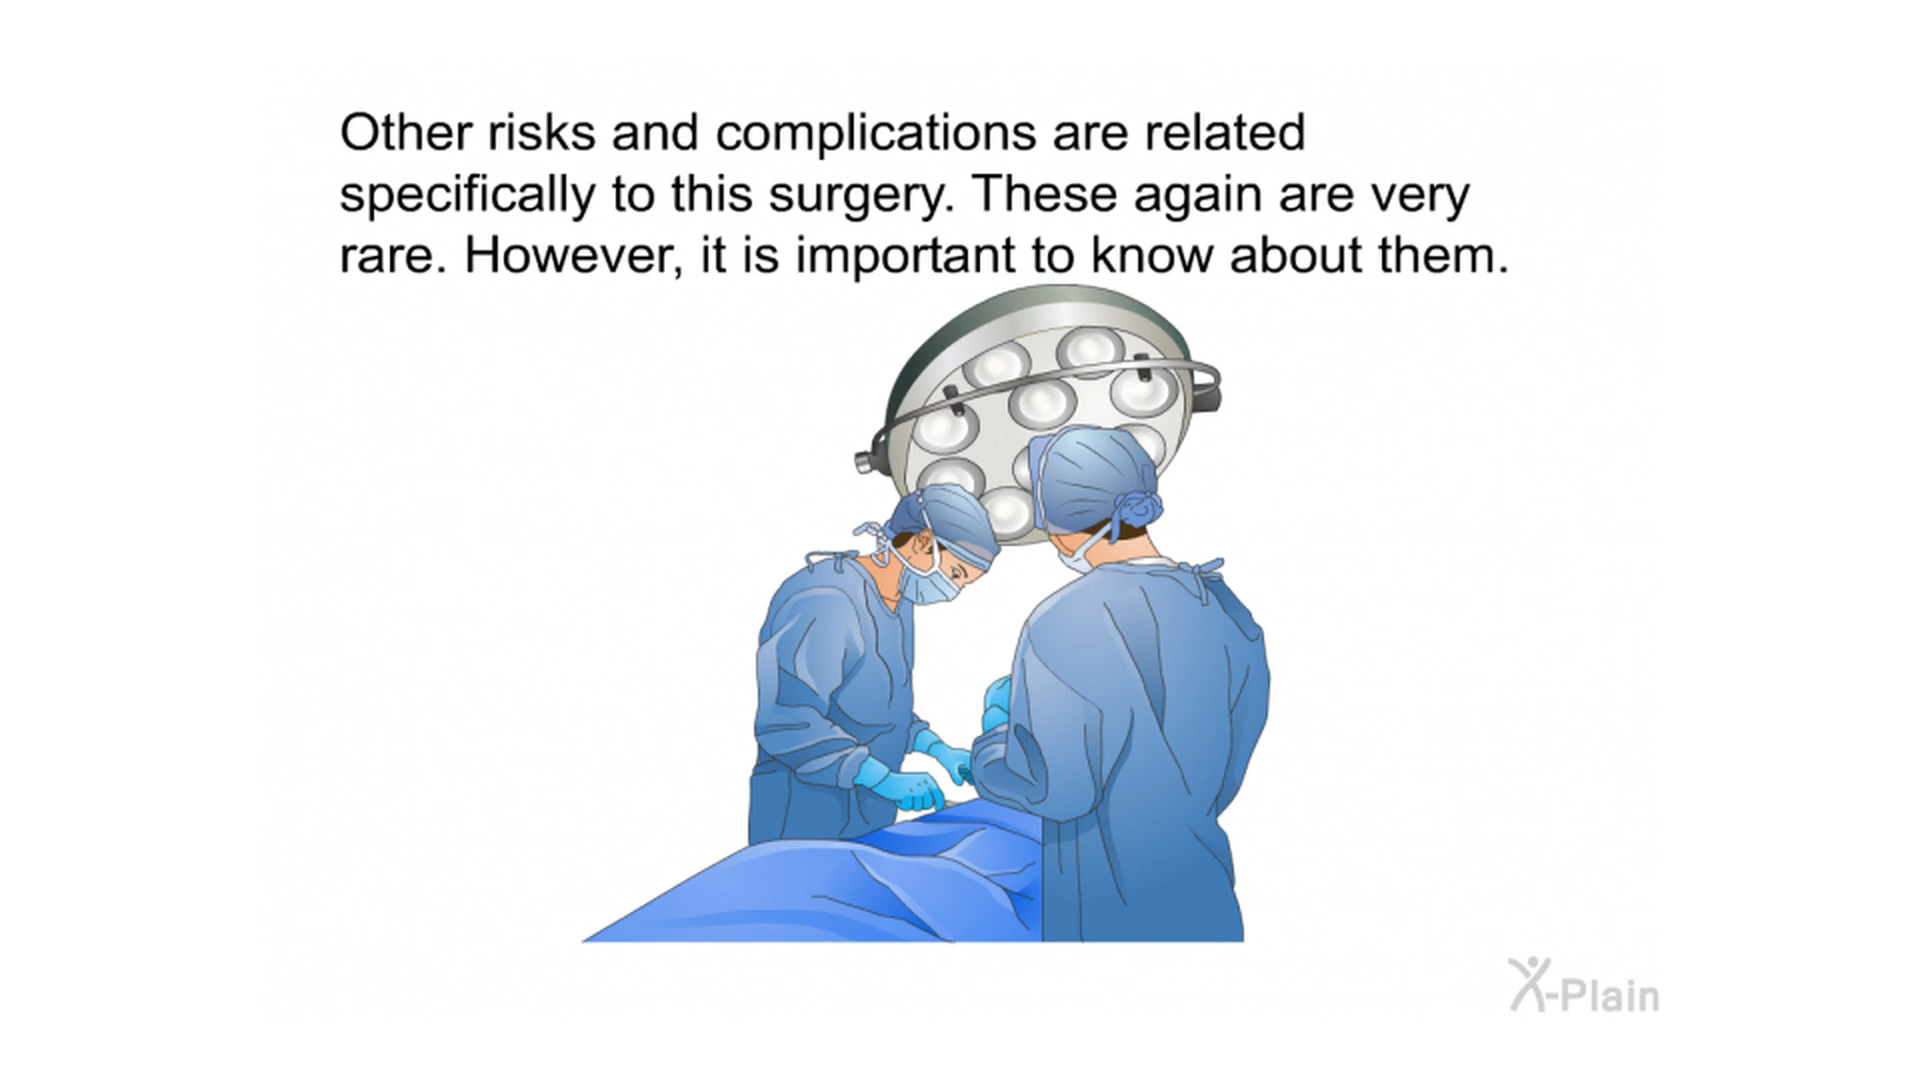 Other risks and complications are related
specifically to this surgery. These again are very
rare. However, it is important to know about them.
X-Plain